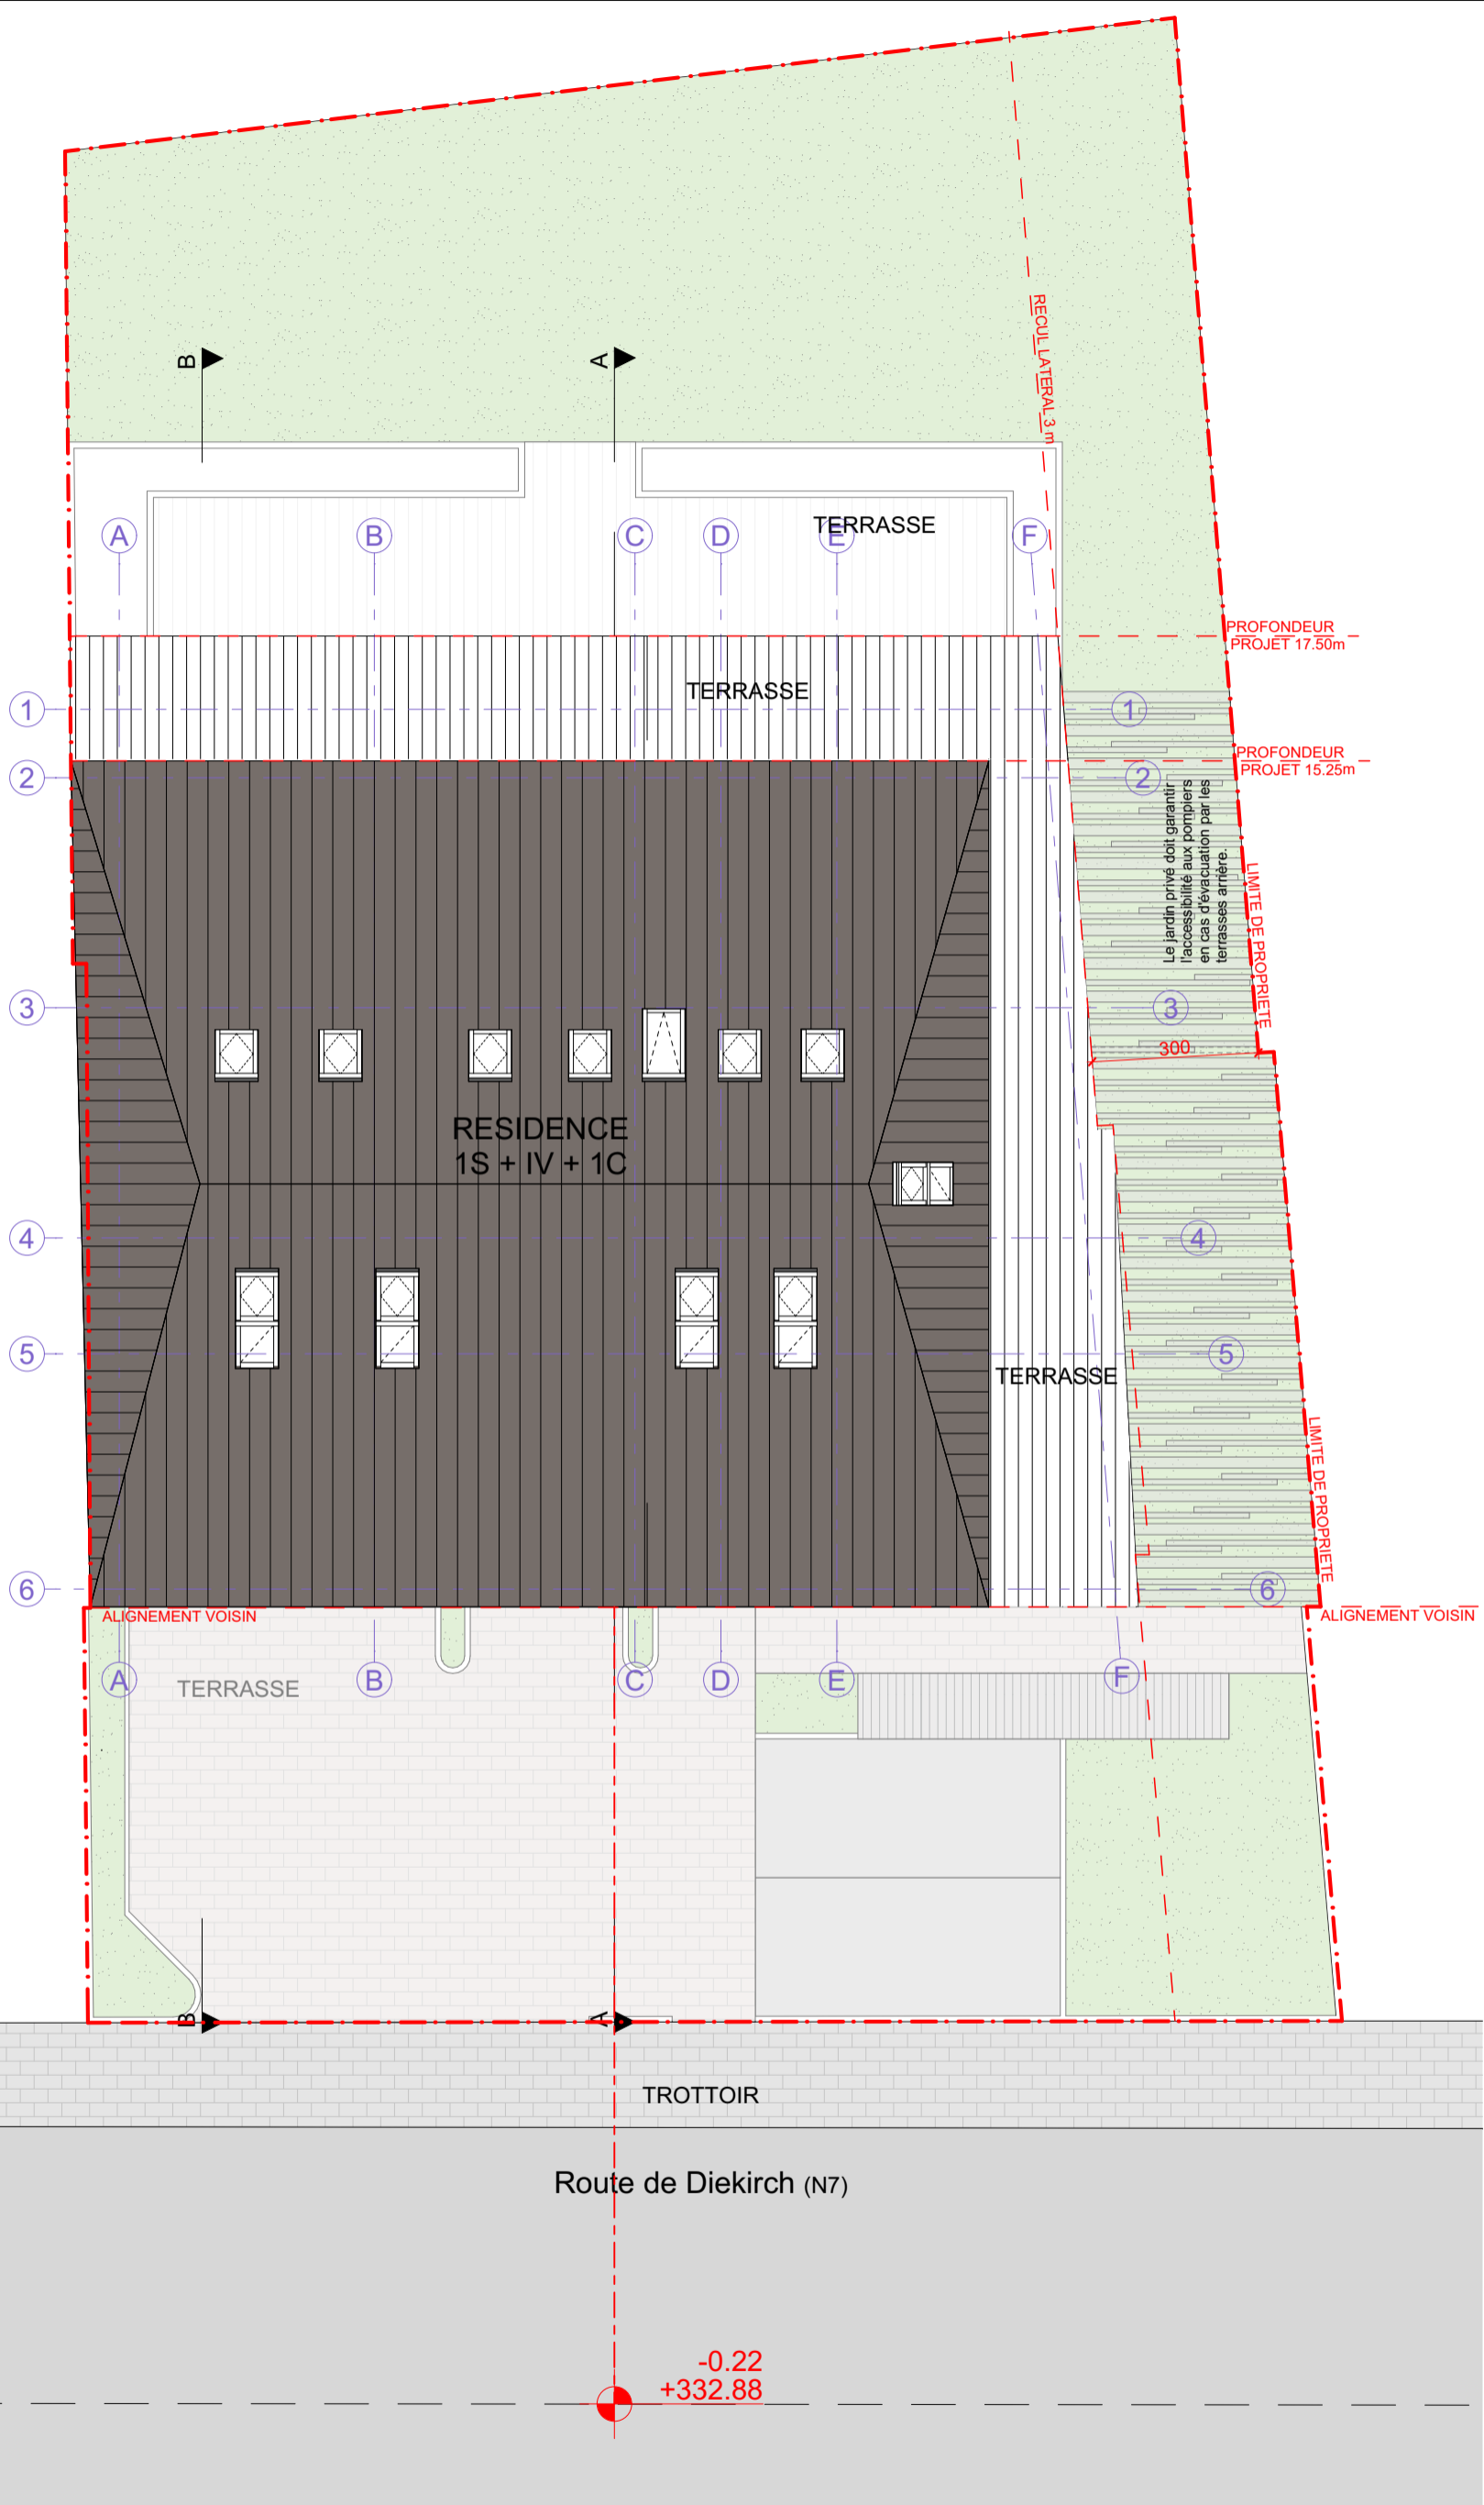 RECUL LATERAL 3 m
B
A
TERRASSE
A
B
C
D
E
F
PROFONDEUR
PROJET 17.50m
TERRASSE
1
1
PROFONDEUR
PROJET 15.25m
2
2
Le jardin privé doit garantir
l'accessibilité aux pompiers
en cas d'évacuation par les
terrasses arrière.
LIMITE DE PROPRIETE
3
3
300
RESIDENCE
1S + IV + 1C
4
4
5
5
TERRASSE
LIMITE DE PROPRIETE
6
6
ALIGNEMENT VOISIN
ALIGNEMENT VOISIN
A
B
C
D
E
F
TERRASSE
B
A
TROTTOIR
Route de Diekirch (N7)
-0.22
+332.88